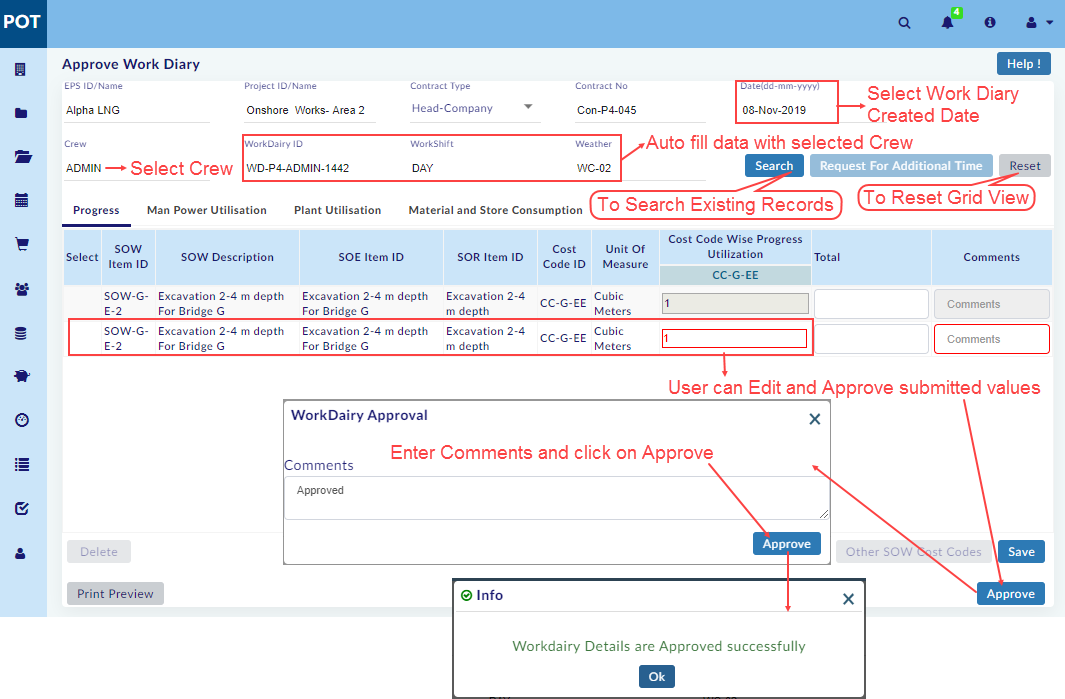 POT
4
Approve Work Diary
Help !
EPS ID/Name
Project ID/Name
Contract Type
Contract No
Date(dd-mm-yyyy)
Alpha LNG
Onshore Works- Area 2
Head-Company
Con-P4-045
08-Nov-2019
Select Work Diary
Created Date
Crew
WorkDairy ID
WorkShift
Weather
Auto fill data with selected Crew
ADMIN
Select Crew
WD-P4-ADMIN-1442
DAY
WC-02
Search
Request For Additional Time
Reset
To Search Existing Records
To Reset Grid View
Progress
Man Power Utilisation
Plant Utilisation
Material and Store Consumption
Select
SOW Item ID
SOW Description
SOE Item ID
SOR Item ID
Cost Code ID
Unit Of Measure
Cost Code Wise Progress Utilization
CC-G-EE
Total
Comments
SOW-G-E-2
Excavation 2-4 m depth For Bridge G
Excavation 2-4 m depth For Bridge G
Excavation 2-4 m depth
CC-G-EE
Cubic Meters
1
Comments
SOW-G-E-2
Excavation 2-4 m depth For Bridge G
Excavation 2-4 m depth For Bridge G
Excavation 2-4 m depth
CC-G-EE
Cubic Meters
1
Comments
User can Edit and Approve submitted values
WorkDairy Approval
Enter Comments and click on Approve
Comments
Approved
Approve
Delete
Other SOW Cost Codes
Save
Print Preview
Approve
Info
Workdairy Details are Approved successfully
Ok